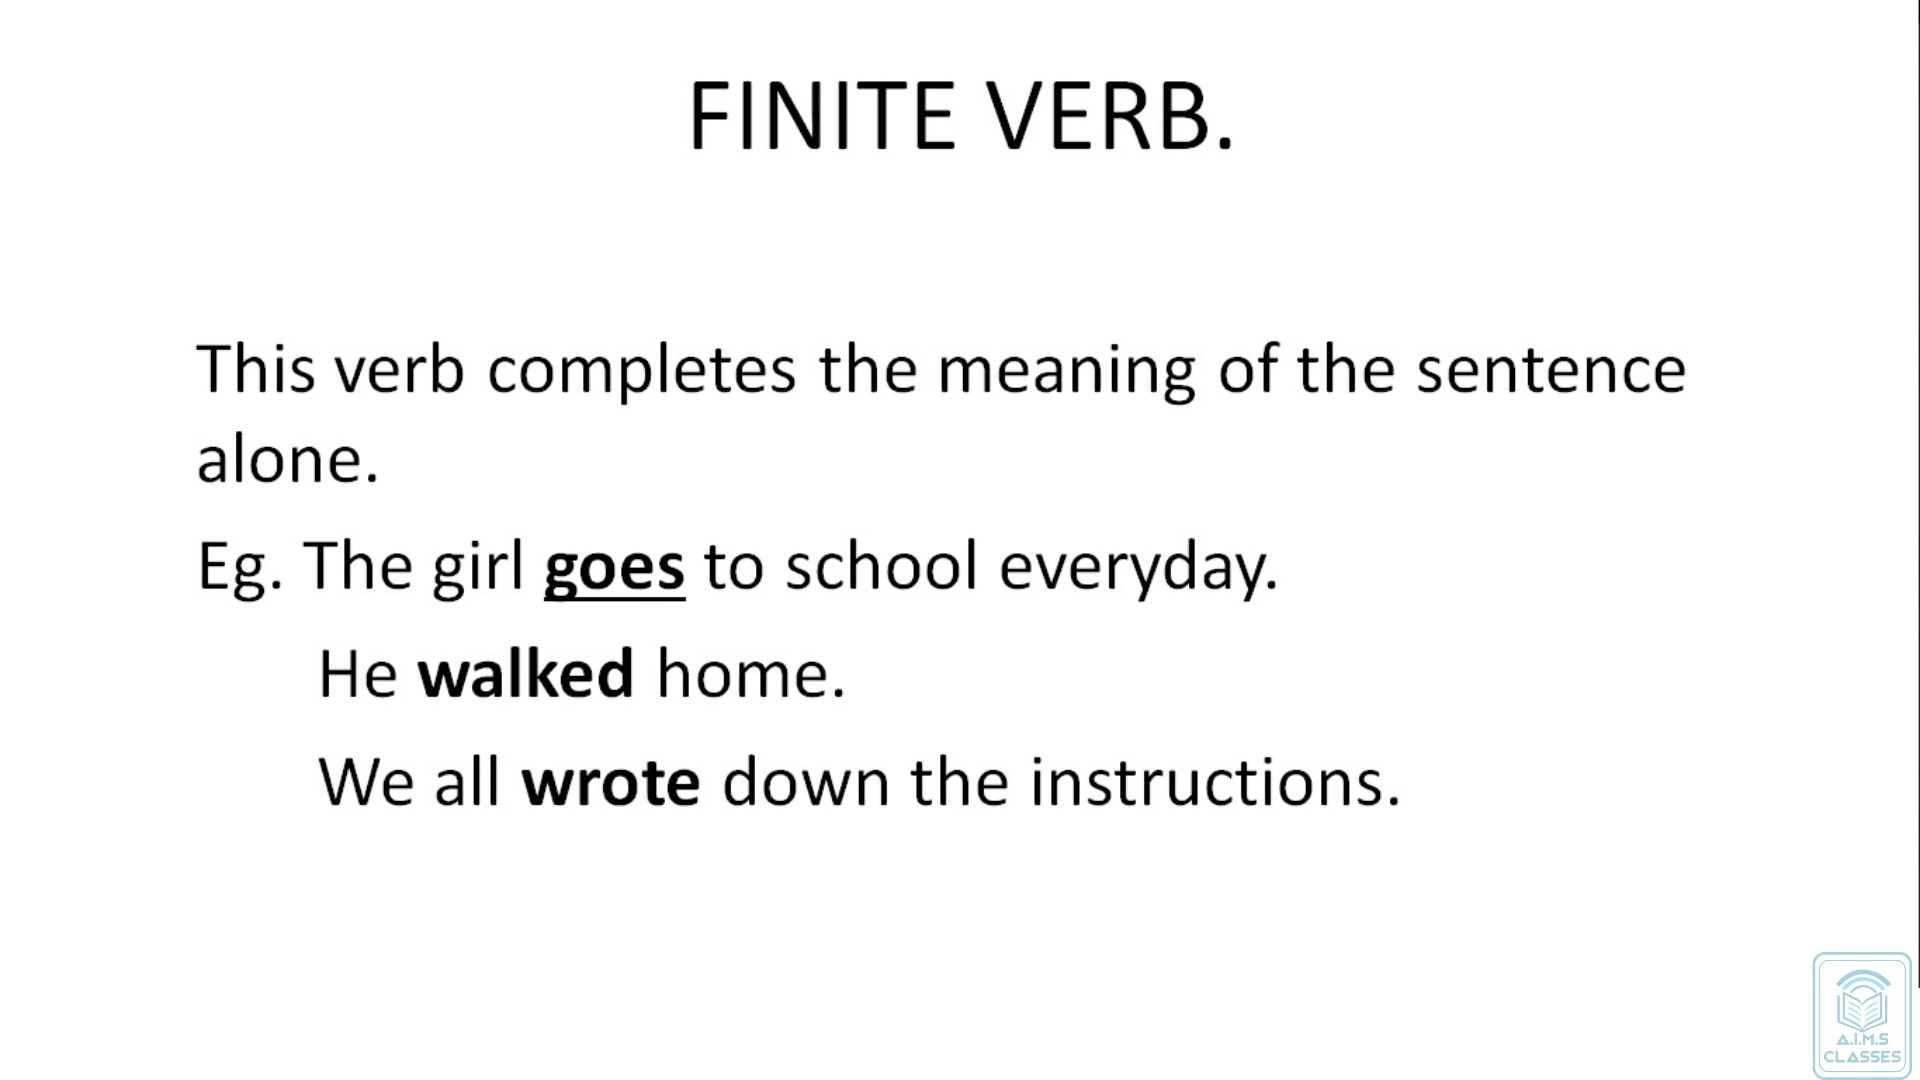 FINITE VERB.
This verb completes the meaning of the sentence
alone.
Eg. The girl goes to school everyday.
He walked home.
We all wrote down the instructions.
A.I.M.S
CLASSES